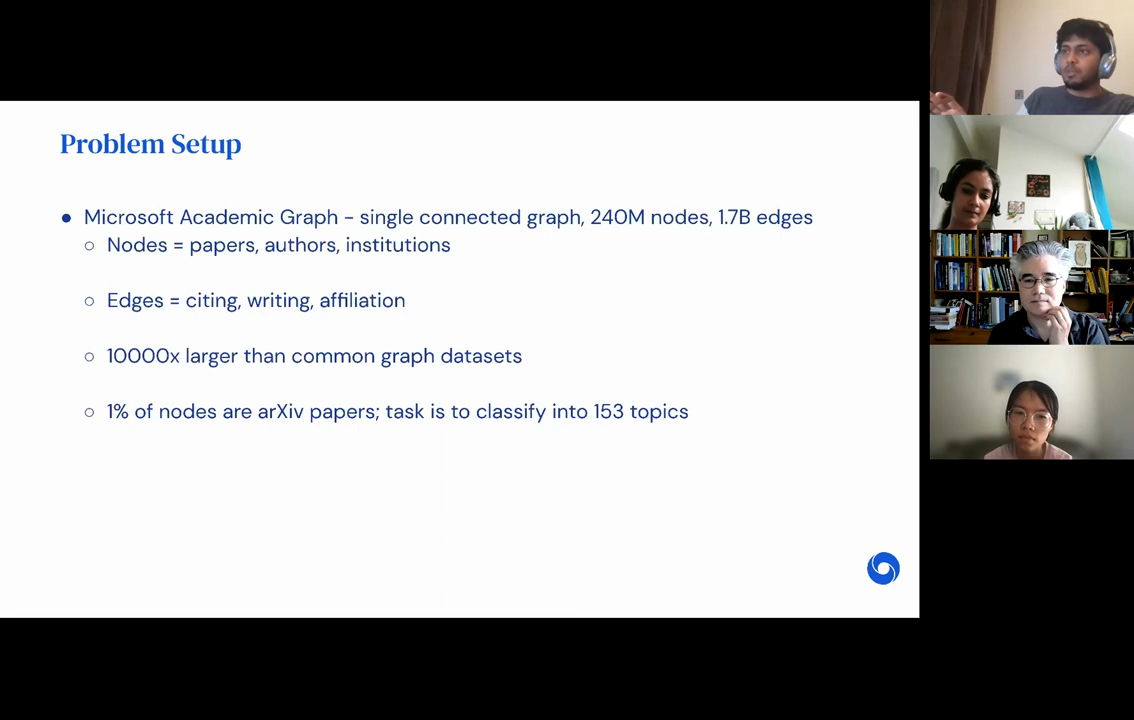 Problem Setup
● Microsoft Academic Graph - single connected graph, 240M nodes, 1.7B edges
○ Nodes = papers, authors, institutions
○ Edges = citing, writing, affiliation
○ 10000x larger than common graph datasets
○ 1% of nodes are arXiv papers; task is to classify into 153 topics